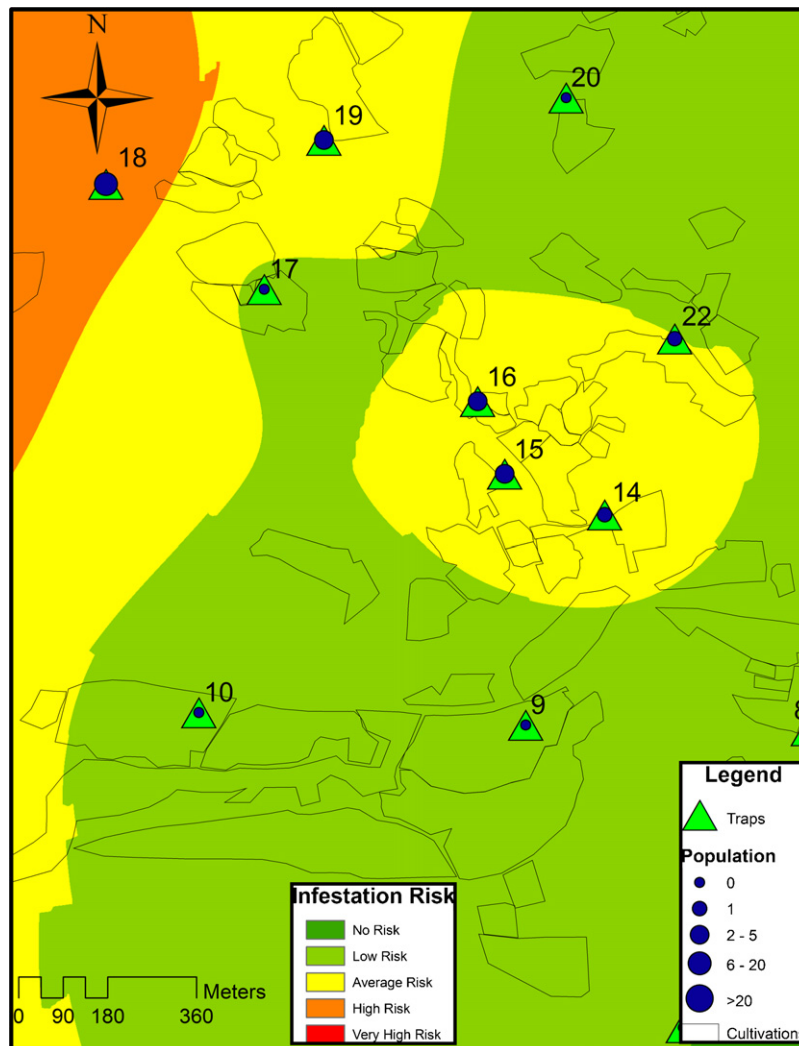 N
20
19
18
17
22
16
15
14
10
9
8
Legend
Traps
Population
0
1
2 - 5
6 - 20
>20
Cultivation
Infestation Risk
No Risk
Low Risk
Average Risk
High Risk
Very High Risk
Meters
0 90 180 360